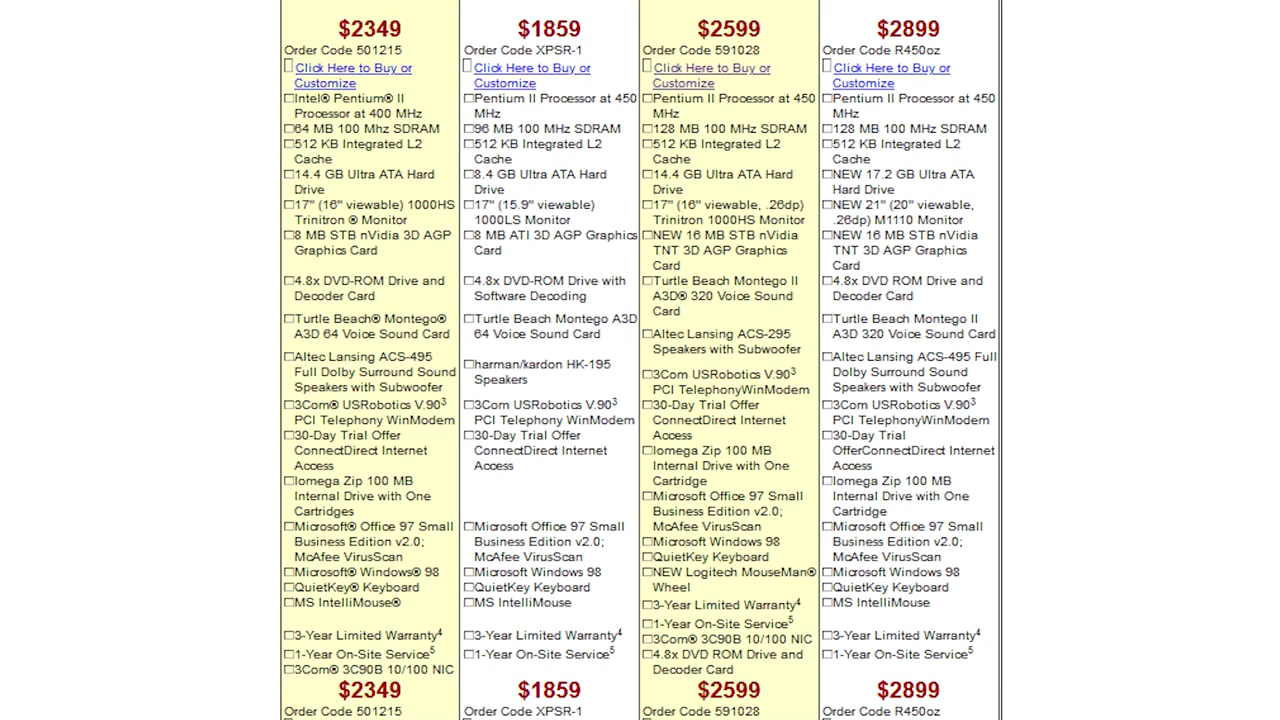 $2349
Order Code 501215
Click Here to Buy or
Customize
Intel® Pentium® II
Processor at 400 MHz
64 MB 100 Mhz SDRAM
512 KB Integrated L2
Cache
14.4 GB Ultra ATA Hard
Drive
17" (16" viewable) 1000HS
Trinitron ® Monitor
8 MB STB nVidia 3D AGP
Graphics Card
4.8x DVD-ROM Drive and
Decoder Card
Turtle Beach® Montego®
A3D 64 Voice Sound Card
Altec Lansing ACS-495
Full Dolby Surround Sound
Speakers with Subwoofer
3Com® USRobotics V.90³
PCI Telephony WinModem
30-Day Trial Offer
ConnectDirect Internet
Access
Iomega Zip 100 MB
Internal Drive with One
Cartridges
Microsoft® Office 97 Small
Business Edition v2.0;
McAfee VirusScan
Microsoft® Windows® 98
QuietKey® Keyboard
MS IntelliMouse®
3-Year Limited Warranty⁴
1-Year On-Site Service⁵
3Com® 3C90B 10/100 NIC
$2349
Order Code 501215
$1859
Order Code XPSR-1
Click Here to Buy or
Customize
Pentium II Processor at 450
MHz
96 MB 100 MHz SDRAM
512 KB Integrated L2
Cache
8.4 GB Ultra ATA Hard
Drive
17" (15.9" viewable)
1000LS Monitor
8 MB ATI 3D AGP Graphics
Card
4.8x DVD-ROM Drive with
Software Decoding
Turtle Beach Montego A3D
64 Voice Sound Card
harman/kardon HK-195
Speakers
3Com USRobotics V.90³
PCI Telephony WinModem
30-Day Trial Offer
ConnectDirect Internet
Access
Microsoft Office 97 Small
Business Edition v2.0;
McAfee VirusScan
Microsoft Windows 98
QuietKey Keyboard
MS IntelliMouse
3-Year Limited Warranty⁴
1-Year On-Site Service⁵
$1859
Order Code XPSR-1
$2599
Order Code 591028
Click Here to Buy or
Customize
Pentium II Processor at 450
MHz
128 MB 100 MHz SDRAM
512 KB Integrated L2
Cache
14.4 GB Ultra ATA Hard
Drive
17" (16" viewable, .26dp)
Trinitron 1000HS Monitor
NEW 16 MB STB nVidia
TNT 3D AGP Graphics
Card
Turtle Beach Montego II
A3D® 320 Voice Sound
Card
Altec Lansing ACS-295
Speakers with Subwoofer
3Com USRobotics V.90³
PCI TelephonyWinModem
30-Day Trial Offer
ConnectDirect Internet
Access
Iomega Zip 100 MB
Internal Drive with One
Cartridge
Microsoft Office 97 Small
Business Edition v2.0;
McAfee VirusScan
Microsoft Windows 98
QuietKey Keyboard
NEW Logitech MouseMan®
Wheel
3-Year Limited Warranty⁴
1-Year On-Site Service⁵
3Com® 3C90B 10/100 NIC
4.8x DVD ROM Drive and
Decoder Card
$2599
Order Code 591028
$2899
Order Code R450oz
Click Here to Buy or
Customize
Pentium II Processor at 450
MHz
128 MB 100 MHz SDRAM
512 KB Integrated L2
Cache
NEW 17.2 GB Ultra ATA
Hard Drive
NEW 21" (20" viewable,
.26dp) M1110 Monitor
NEW 16 MB STB nVidia
TNT 3D AGP Graphics
Card
4.8x DVD ROM Drive and
Decoder Card
Turtle Beach Montego II
A3D 320 Voice Sound Card
Altec Lansing ACS-495 Full
Dolby Surround Sound
Speakers with Subwoofer
3Com USRobotics V.90³
PCI TelephonyWinModem
30-Day Trial
OfferConnectDirect Internet
Access
Iomega Zip 100 MB
Internal Drive with One
Cartridge
Microsoft Office 97 Small
Business Edition v2.0;
McAfee VirusScan
Microsoft Windows 98
QuietKey Keyboard
MS IntelliMouse
3-Year Limited Warranty⁴
1-Year On-Site Service⁵
$2899
Order Code R450oz